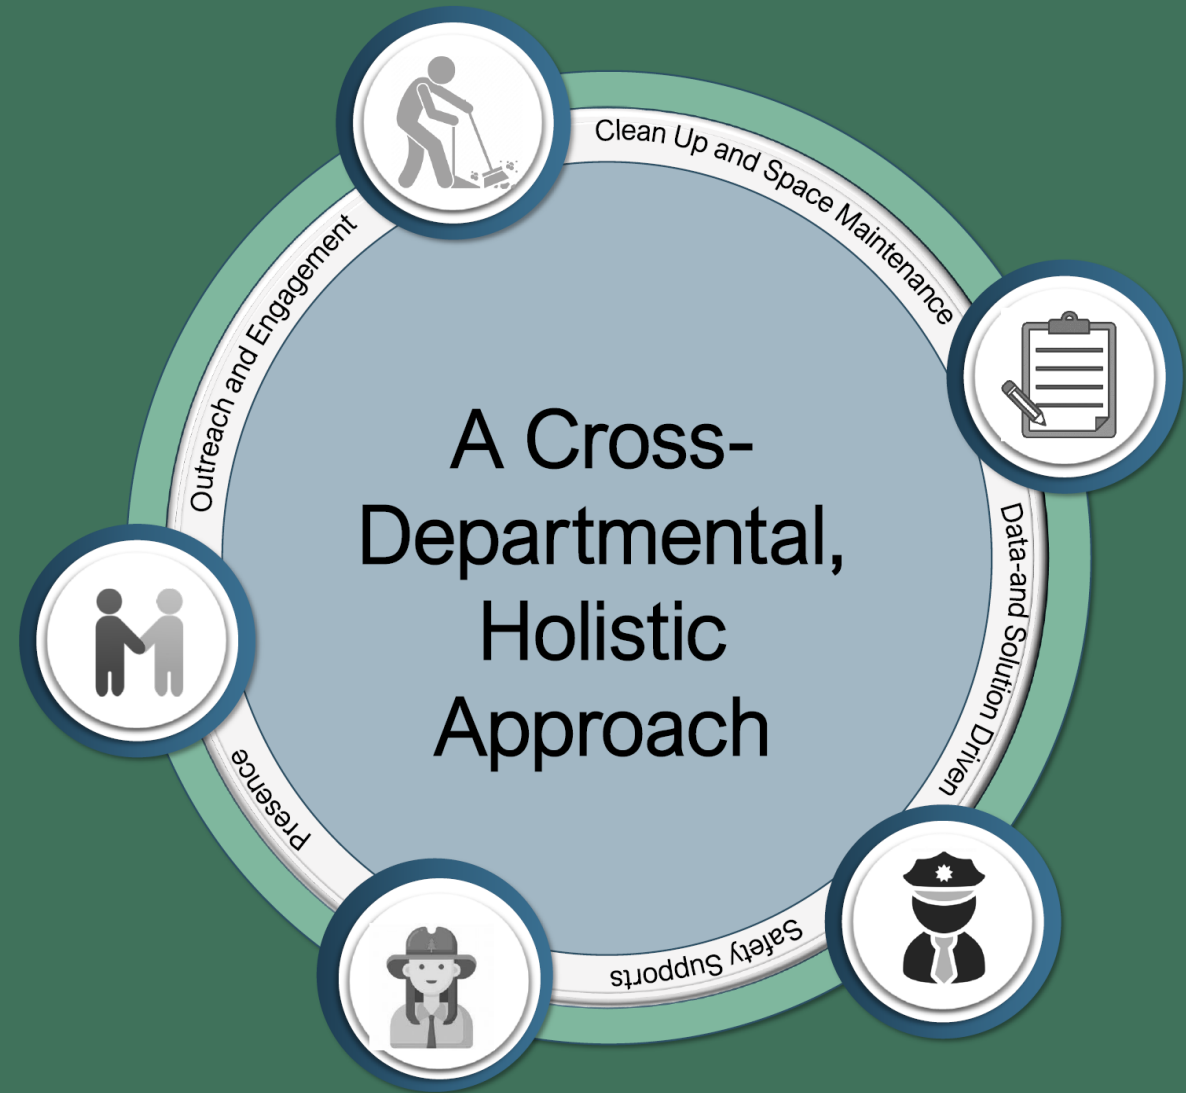 Clean Up and Space Maintenance
Data-and Solution Driven
Safety Supports
Presence
Outreach and Engagement
A Cross-
Departmental,
Holistic
Approach